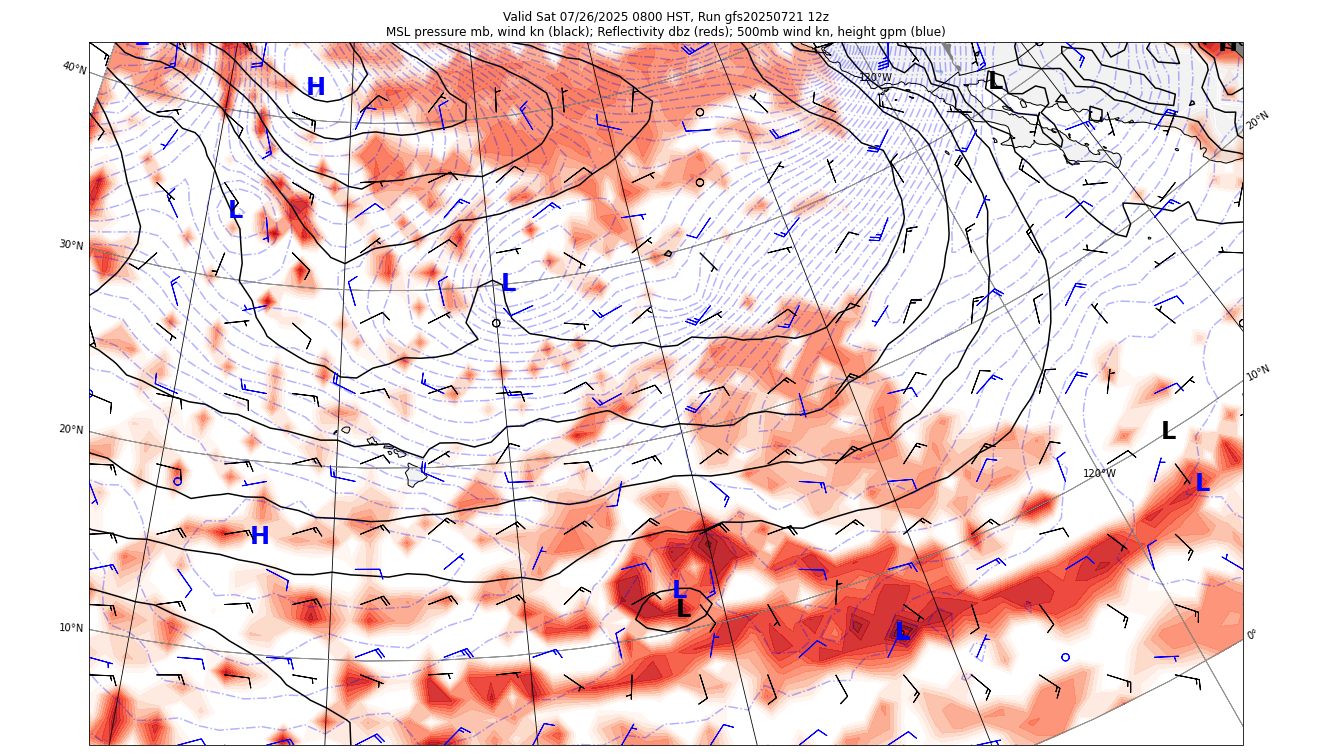 Valid Sat 07/26/2025 0800 HST, Run gfs20250721 12z
MSL pressure mb, wind kn (black); Reflectivity dbz (reds); 500mb wind kn, height gpm (blue)
L
H
40°N
120°W
L
H
20°N
L
30°N
L
10°N
20°N
L
120°W
L
H
L
L
L
10°N
0°